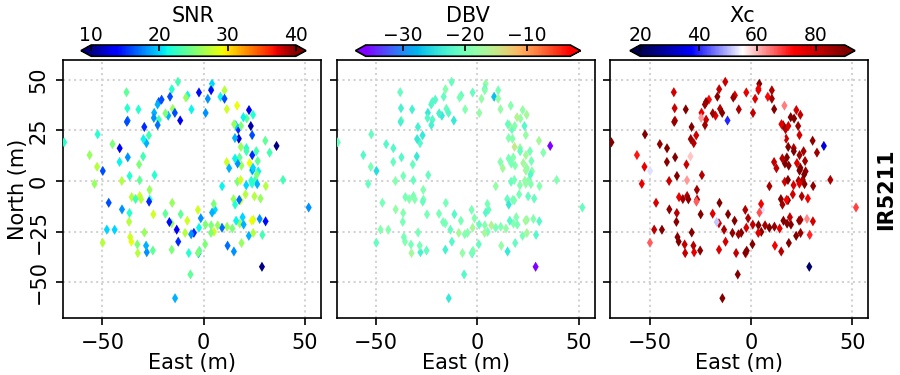 SNR DBV Xc
10 20 30 40 −30 −20 −10 20 40 60 80
50
25
0
−25
−50
North (m)
IR5211
−50 0 50 −50 0 50 −50 0 50
East (m) East (m) East (m)